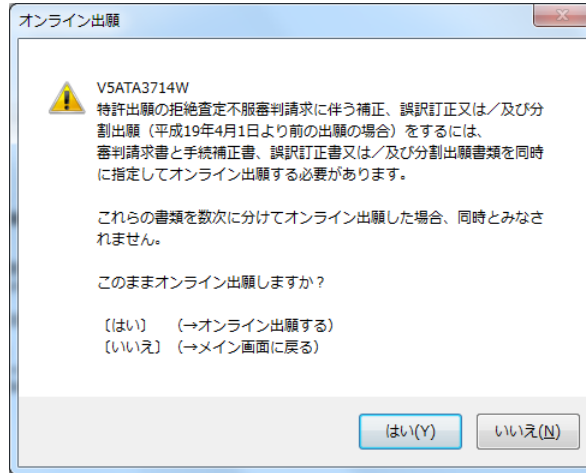 オンライン出願
V5ATA3714W
特許出願の拒絶査定不服審判請求に伴う補正、誤訳訂正又は／及び分
割出願（平成19年4月1日より前の出願の場合）をするには、
審判請求書と手続補正書、誤訳訂正書又は／及び分割出願書類を同時
に指定してオンライン出願する必要があります。
これらの書類を数次に分けてオンライン出願した場合、同時とみなさ
れません。
このままオンライン出願しますか？
〔はい〕 （→オンライン出願する）
〔いいえ〕（→メイン画面に戻る）
はい(Y) いいえ(N)